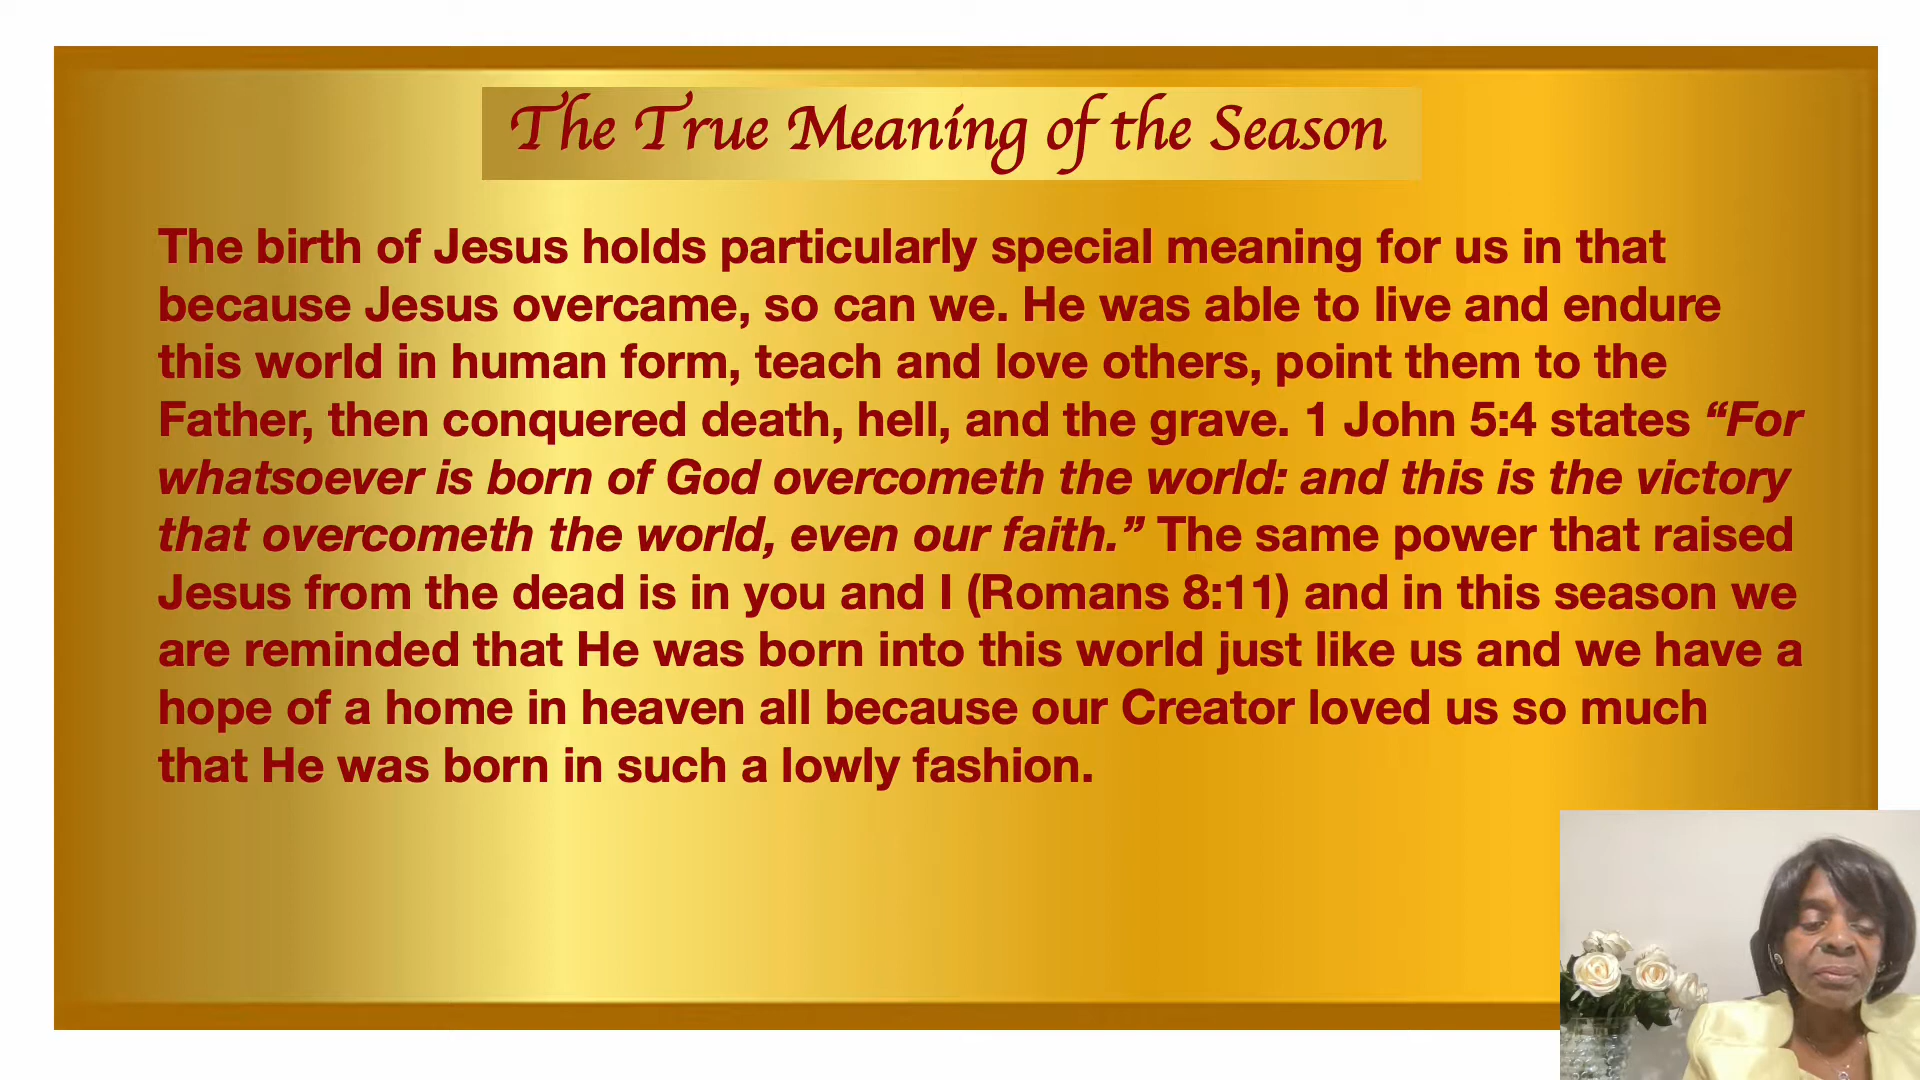 The True Meaning of the Season
The birth of Jesus holds particularly special meaning for us in that
because Jesus overcame, so can we. He was able to live and endure
this world in human form, teach and love others, point them to the
Father, then conquered death, hell, and the grave. 1 John 5:4 states “For
whatsoever is born of God overcometh the world: and this is the victory
that overcometh the world, even our faith.” The same power that raised
Jesus from the dead is in you and I (Romans 8:11) and in this season we
are reminded that He was born into this world just like us and we have a
hope of a home in heaven all because our Creator loved us so much
that He was born in such a lowly fashion.